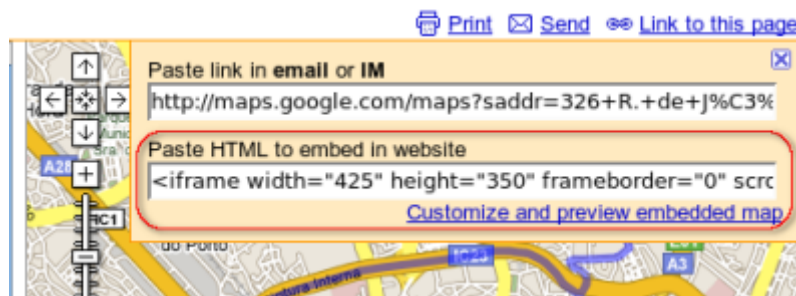 Print Send Link to this page
Paste link in email or IM
http://maps.google.com/maps?saddr=326+R.+de+J%C3%
Paste HTML to embed in website
<iframe width="425" height="350" frameborder="0" scro
Customize and preview embedded map
A28
IC1
do Porto
IC23
A3